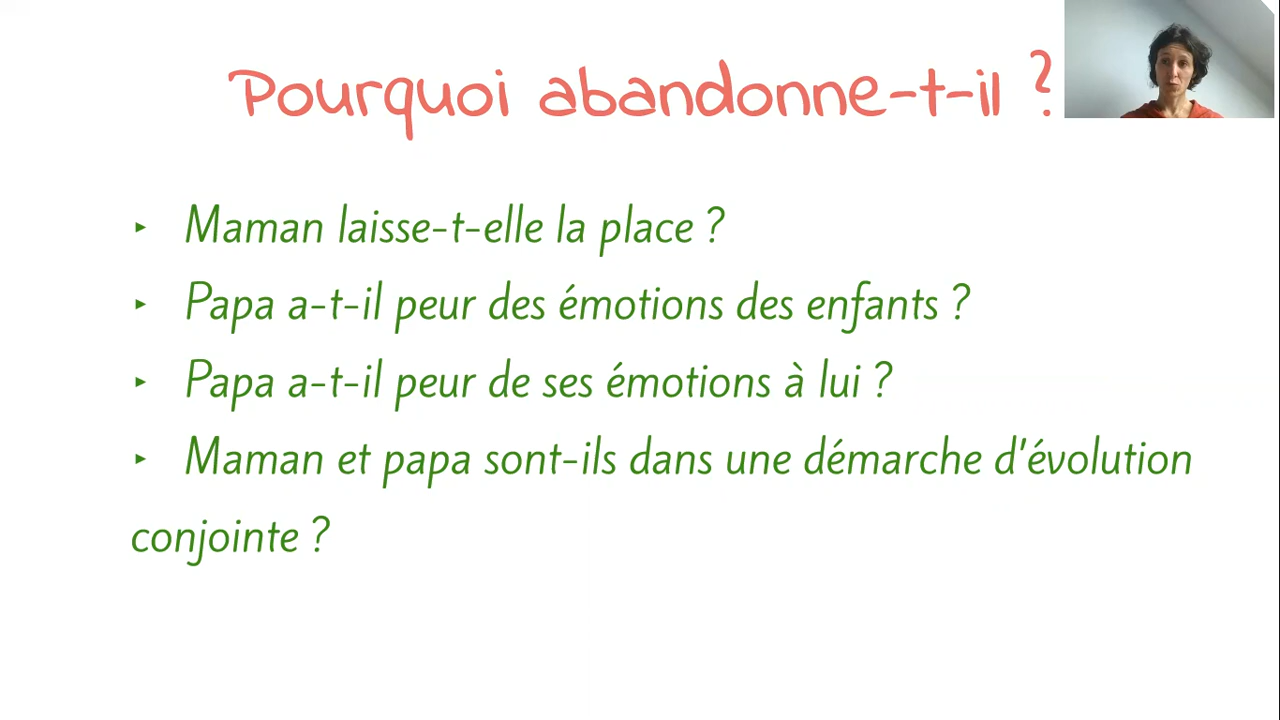 Pourquoi abandonne-t-il ?
‣ Maman laisse-t-elle la place ?
‣ Papa a-t-il peur des émotions des enfants ?
‣ Papa a-t-il peur de ses émotions à lui ?
‣ Maman et papa sont-ils dans une démarche d'évolution
conjointe ?